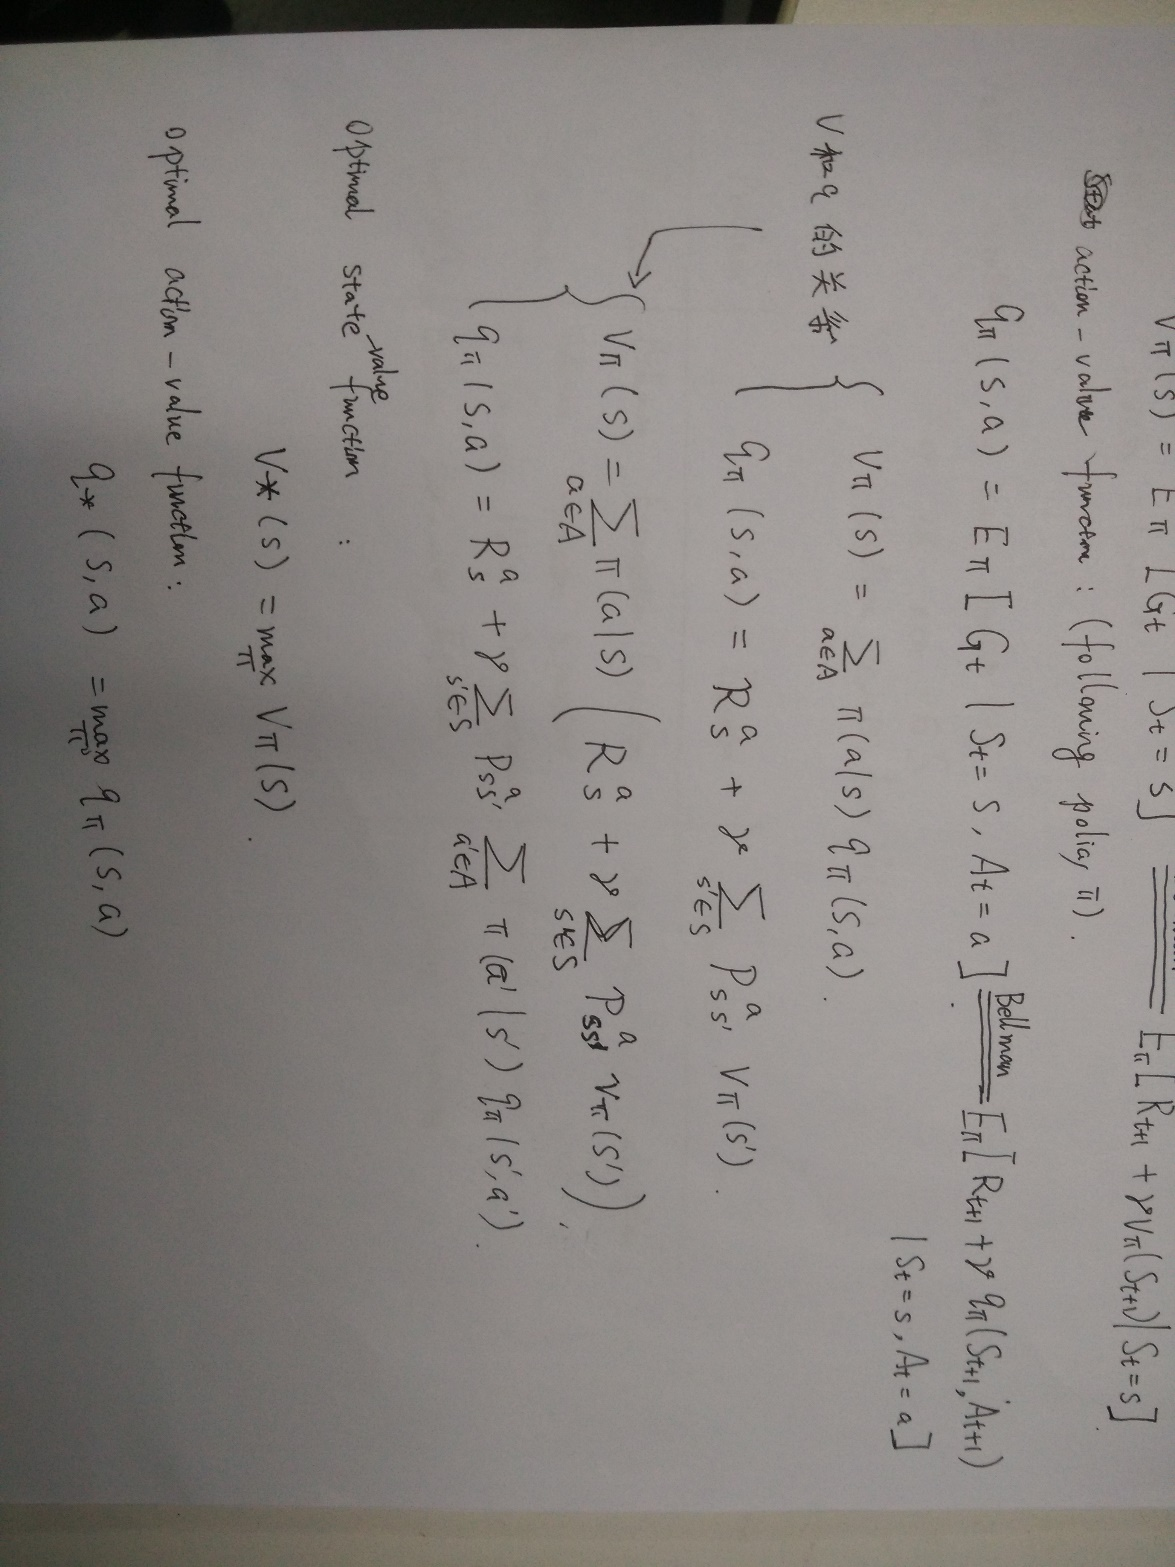 Vπ(s) = Eπ[Gt | St = s] ═ Eπ[Rt+1 + γVπ(St+1) | St = s].
action-value function : (following policy π).
qπ(s,a) = Eπ[Gt | St = s, At = a] ═Bellman═ Eπ[Rt+1 + γ qπ(St+1, At+1)
| St = s, At = a]
V和q的关系 { Vπ(s) = ∑a∈A π(a|s) qπ(s,a).
qπ(s,a) = R^a_s + γ ∑s'∈S P^a_ss' Vπ(s').
{ Vπ(s) = ∑a∈A π(a|s) ( R^a_s + γ ∑s'∈S P^a_ss' Vπ(s') ).
qπ(s,a) = R^a_s + γ ∑s'∈S P^a_ss' ∑a'∈A π(a'|s') qπ(s',a').
Optimal state-value function :
V*(s) = max π Vπ(s).
Optimal action-value function :
q*(s,a) = max π qπ(s,a)